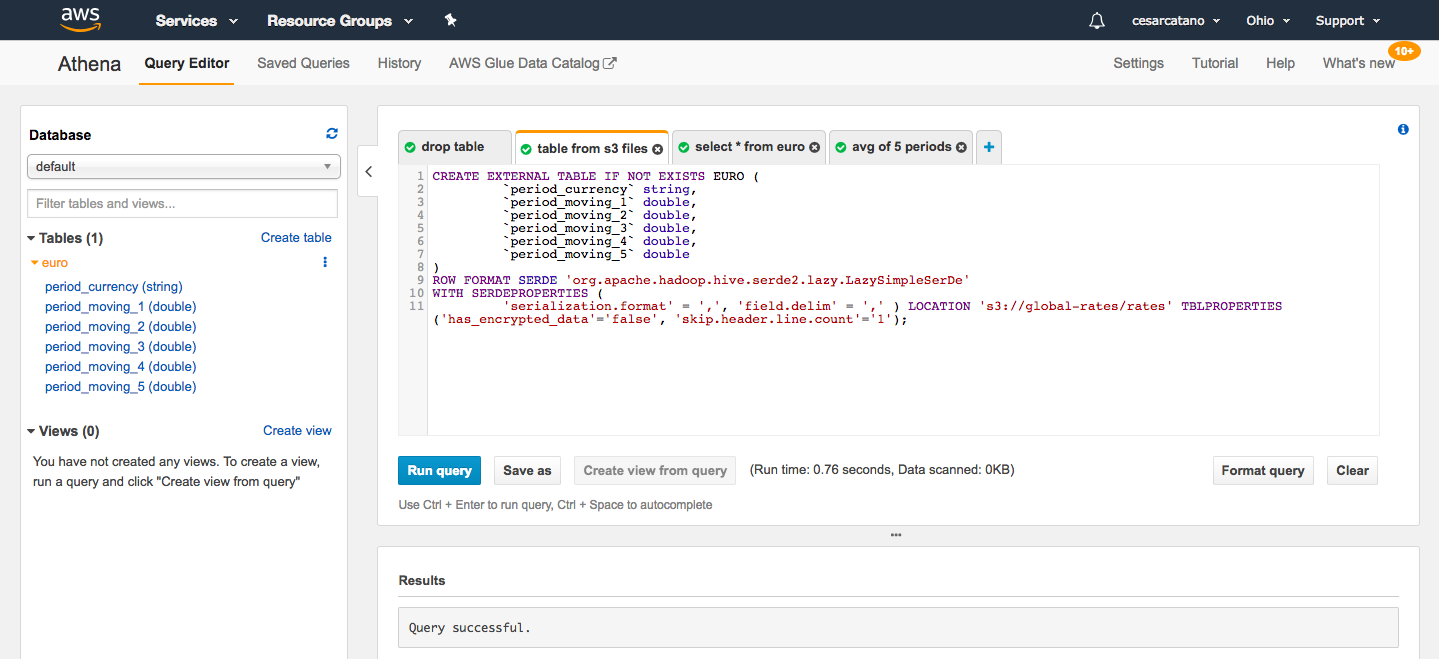 aws Services Resource Groups cesarcatano Ohio Support
Athena Query Editor Saved Queries History AWS Glue Data Catalog Settings Tutorial Help What's new 10+
Database
default
Filter tables and views...
Tables (1) Create table
euro
period_currency (string)
period_moving_1 (double)
period_moving_2 (double)
period_moving_3 (double)
period_moving_4 (double)
period_moving_5 (double)
Views (0) Create view
You have not created any views. To create a view,
run a query and click "Create view from query"
drop table table from s3 files select * from euro avg of 5 periods
1 CREATE EXTERNAL TABLE IF NOT EXISTS EURO (
2 `period_currency` string,
3 `period_moving_1` double,
4 `period_moving_2` double,
5 `period_moving_3` double,
6 `period_moving_4` double,
7 `period_moving_5` double
8 )
9 ROW FORMAT SERDE 'org.apache.hadoop.hive.serde2.lazy.LazySimpleSerDe'
10 WITH SERDEPROPERTIES (
11 'serialization.format' = ',', 'field.delim' = ',' ) LOCATION 's3://global-rates/rates' TBLPROPERTIES
('has_encrypted_data'='false', 'skip.header.line.count'='1');
Run query Save as Create view from query (Run time: 0.76 seconds, Data scanned: 0KB) Format query Clear
Use Ctrl + Enter to run query, Ctrl + Space to autocomplete
Results
Query successful.